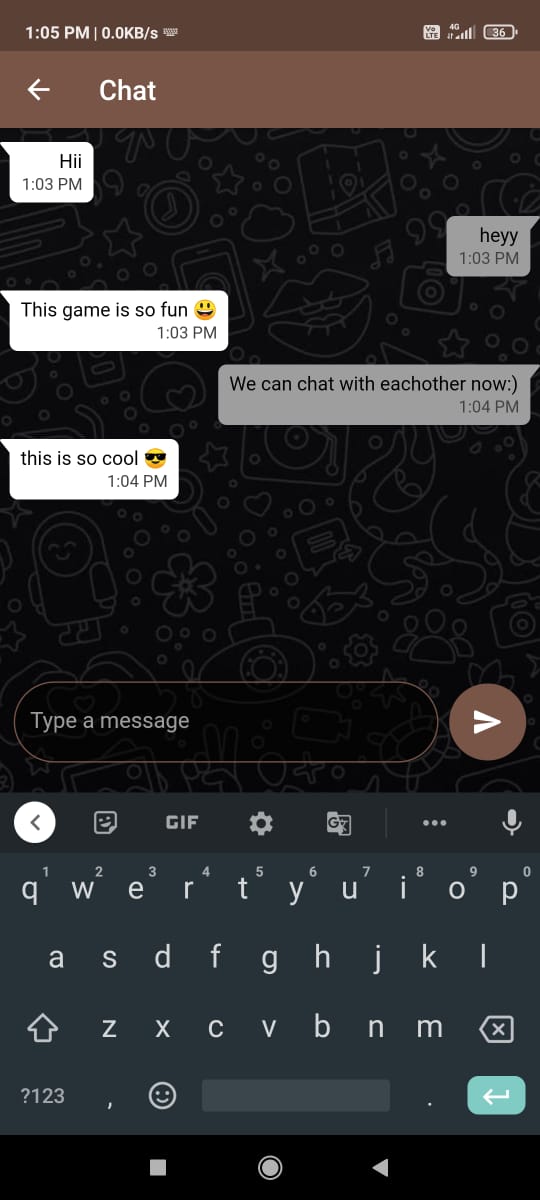 1:05 PM | 0.0KB/s
Vo LTE 4G 36
Chat
Hii
1:03 PM
heyy
1:03 PM
This game is so fun 😃
1:03 PM
We can chat with eachother now:)
1:04 PM
this is so cool 😎
1:04 PM
Type a message
GIF
1 2 3 4 5 6 7 8 9 0
q w e r t y u i o p
a s d f g h j k l
z x c v b n m
?123 , .